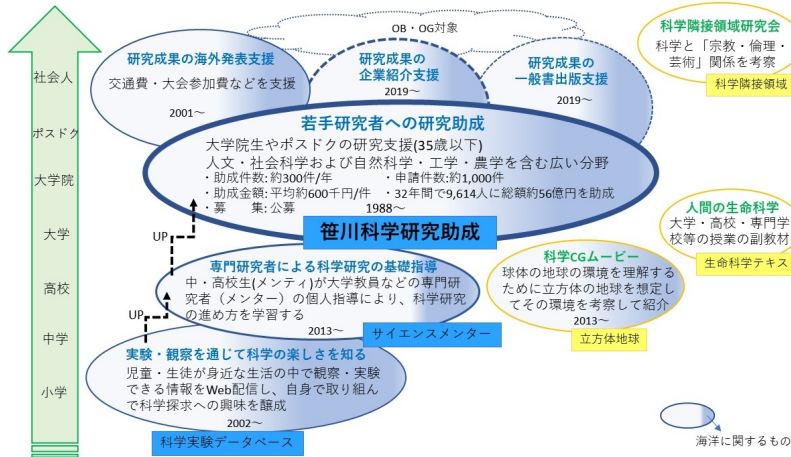 社会人
ポスドク
大学院
大学
高校
中学
小学
OB・OG対象
研究成果の海外発表支援
交通費・大会参加費などを支援
2001～
研究成果の
企業紹介支援
2019～
研究成果の
一般書出版支援
2019～
若手研究者への研究助成
大学院生やポスドクの研究支援(35歳以下)
人文・社会科学および自然科学・工学・農学を含む広い分野
・助成件数:約300件/年 ・申請件数:約1,000件
・助成金額:平均約600千円/件 ・32年間で9,614人に総額約56億円を助成
・募 集:公募 1988～
笹川科学研究助成
UP
専門研究者による科学研究の基礎指導
中・高校生(メンティ)が大学教員などの専門研
究者（メンター）の個人指導により、科学研究
の進め方を学習する
2013～
サイエンスメンター
UP
実験・観察を通じて科学の楽しさを知る
児童・生徒が身近な生活の中で観察・実験
できる情報をWeb配信し、自身で取り組ん
で科学探求への興味を醸成
2002～
科学実験データベース
科学隣接領域研究会
科学と「宗教・倫理・
芸術」関係を考察
科学隣接領域
人間の生命科学
大学・高校・専門学
校等の授業の副教材
生命科学テキス
科学CGムービー
球体の地球の環境を理解する
ために立方体の地球を想定し
てその環境を考察して紹介
2013～
立方体地球
海洋に関するもの